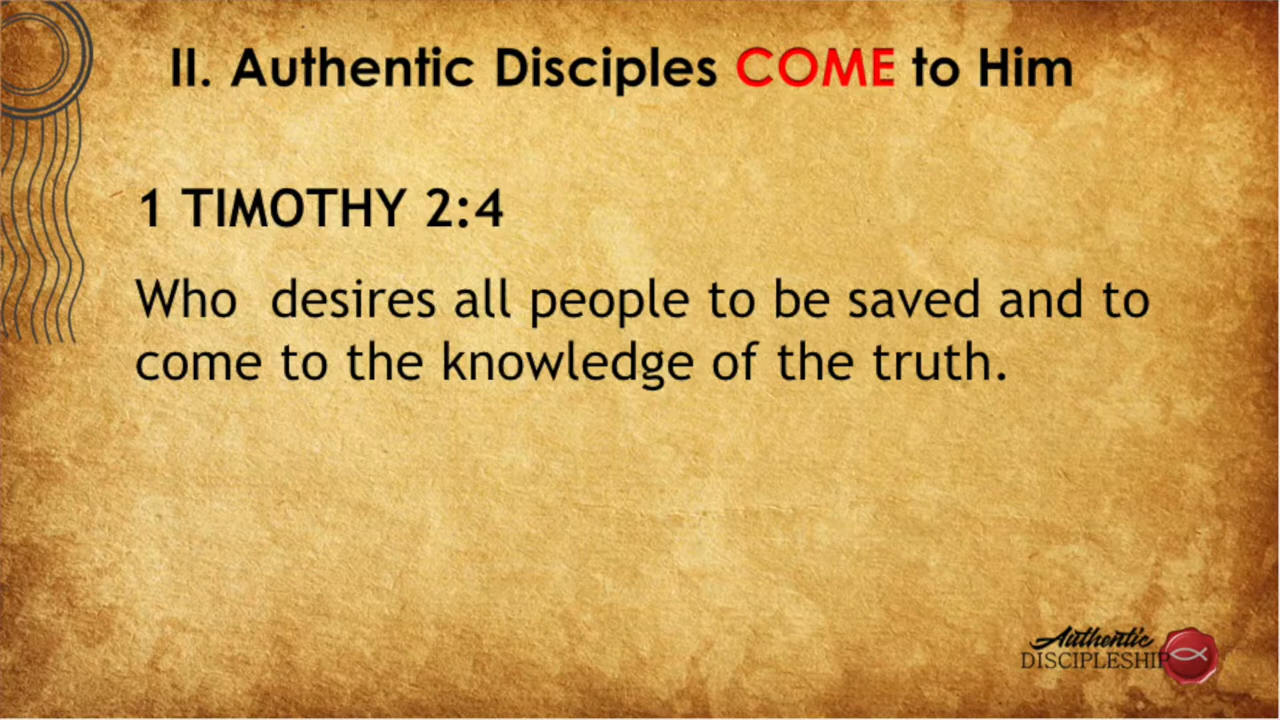 II. Authentic Disciples COME to Him
1 TIMOTHY 2:4
Who desires all people to be saved and to
come to the knowledge of the truth.
Authentic
DISCIPLESHIP